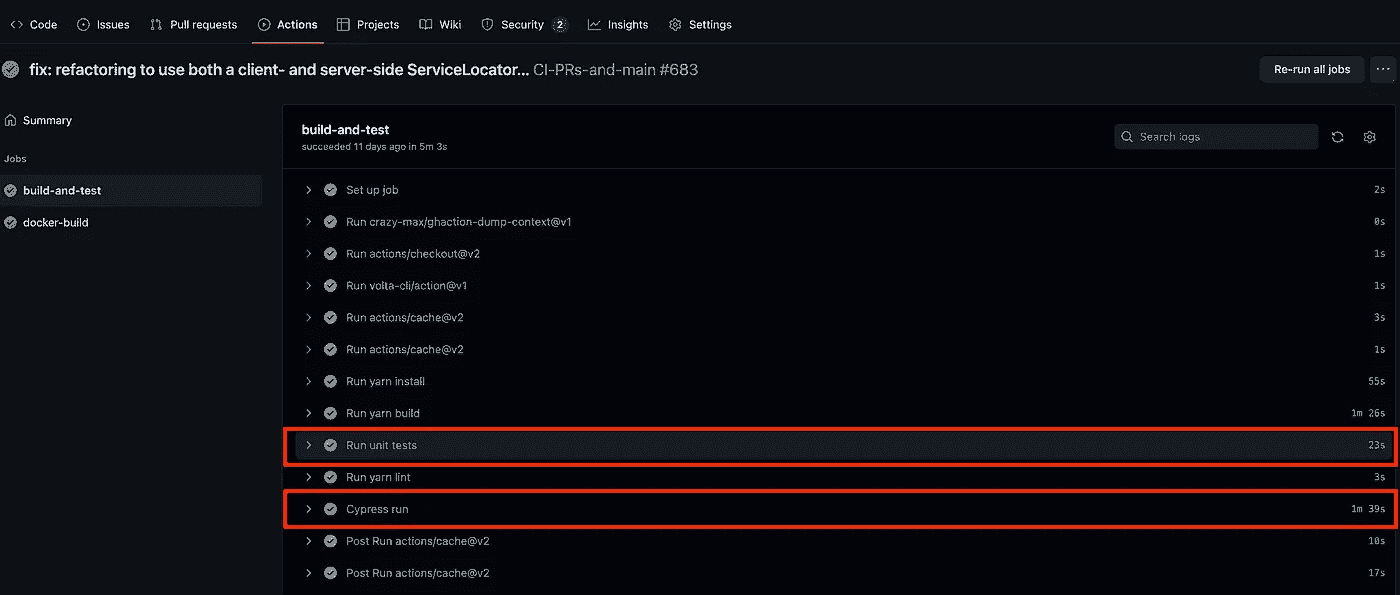 Code Issues Pull requests Actions Projects Wiki Security 2 Insights Settings
fix: refactoring to use both a client- and server-side ServiceLocator... CI-PRs-and-main #683 Re-run all jobs ...
Summary
Jobs
build-and-test
docker-build
build-and-test
succeeded 11 days ago in 5m 3s
Search logs
Set up job 2s
Run crazy-max/ghaction-dump-context@v1 0s
Run actions/checkout@v2 1s
Run volta-cli/action@v1 1s
Run actions/cache@v2 3s
Run actions/cache@v2 1s
Run yarn install 55s
Run yarn build 1m 26s
Run unit tests 23s
Run yarn lint 3s
Cypress run 1m 39s
Post Run actions/cache@v2 10s
Post Run actions/cache@v2 17s